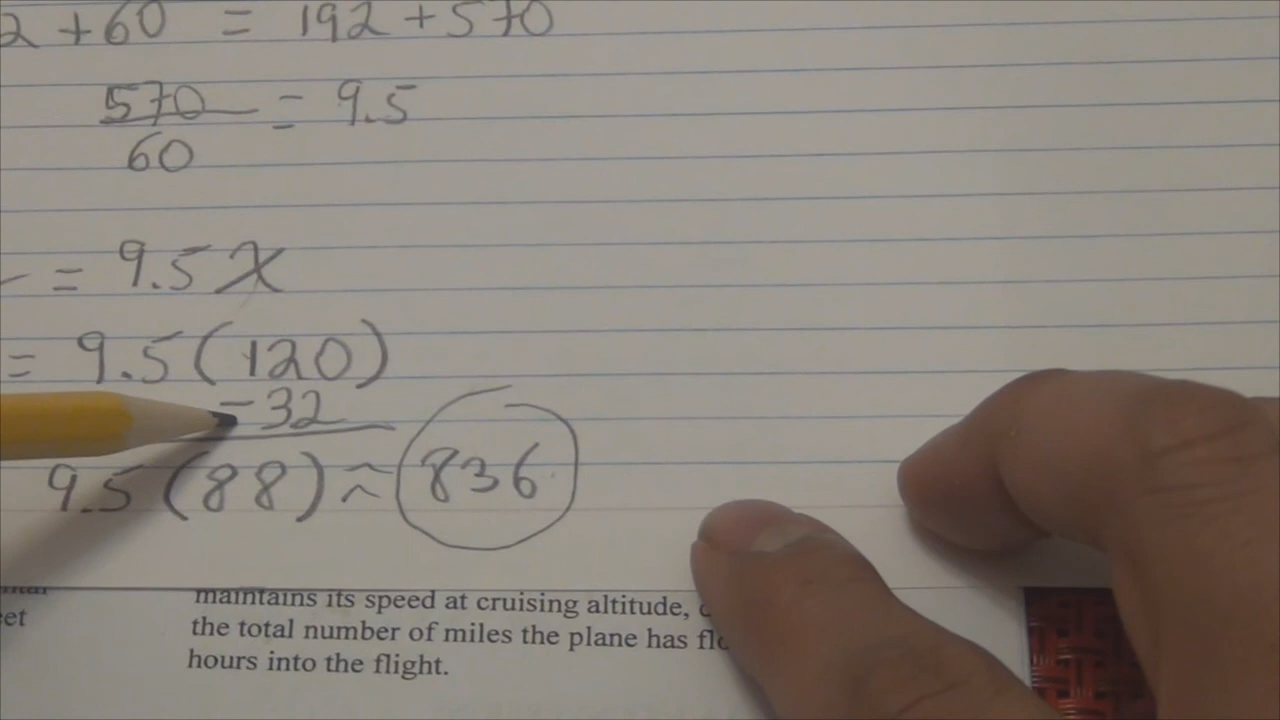 2 + 60 = 192 + 570
570
60
= 9.5
= 9.5X
= 9.5(120)
-32
9.5(88) ≈ 836
eet
maintains its speed at cruising altitude,
the total number of miles the plane has
hours into the flight.